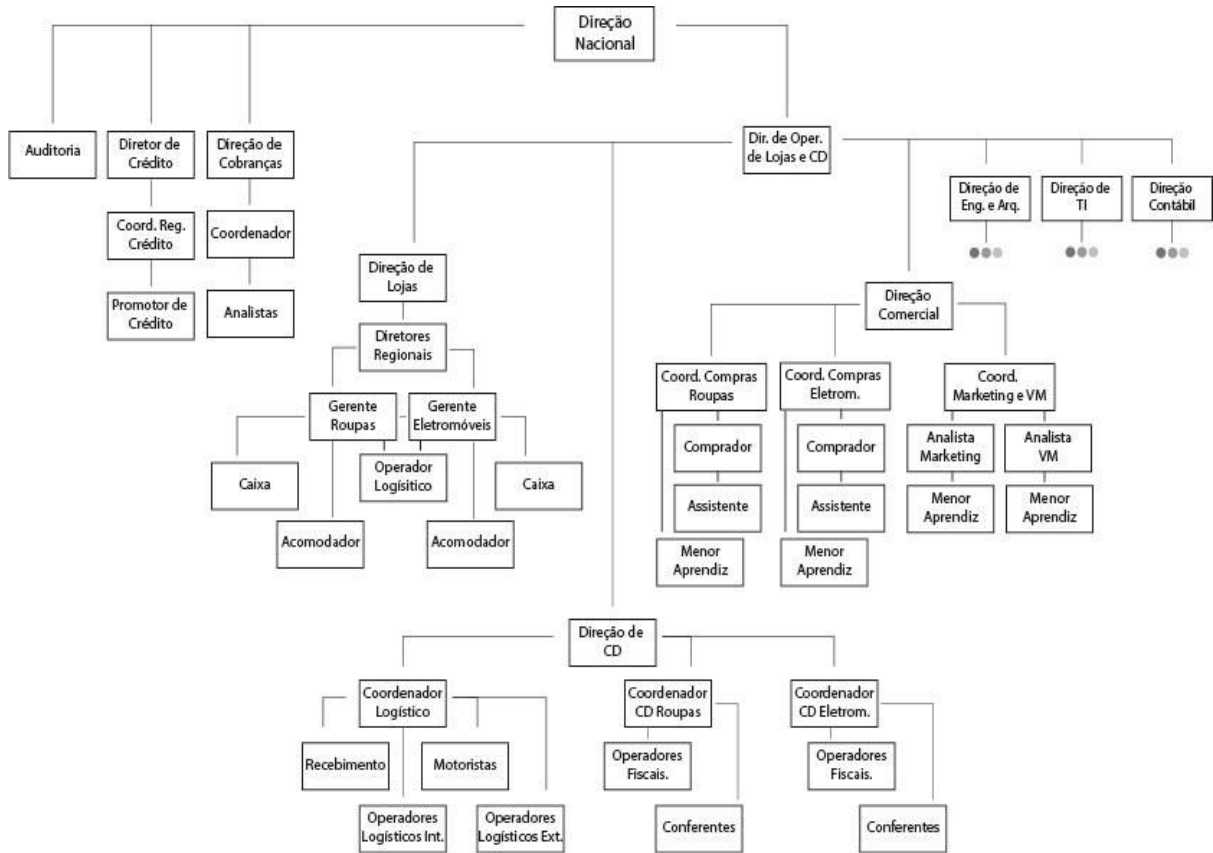 Direção
Nacional
Auditoria
Diretor de
Crédito
Direção de
Cobranças
Dir. de Oper.
de Lojas e CD
Coord. Reg.
Crédito
Coordenador
Direção de
Eng. e Arq.
Direção de
TI
Direção
Contábil
Promotor de
Crédito
Analistas
Direção de
Lojas
Direção
Comercial
Diretores
Regionais
Coord. Compras
Roupas
Coord. Compras
Eletrom.
Coord.
Marketing e VM
Gerente
Roupas
Gerente
Eletromóveis
Comprador
Comprador
Analista
Marketing
Analista
VM
Caixa
Operador
Logísitico
Caixa
Assistente
Assistente
Menor
Aprendiz
Menor
Aprendiz
Acomodador
Acomodador
Menor
Aprendiz
Menor
Aprendiz
Direção de
CD
Coordenador
Logístico
Coordenador
CD Roupas
Coordenador
CD Eletrom.
Recebimento
Motoristas
Operadores
Fiscais.
Operadores
Fiscais.
Operadores
Logísticos Int.
Operadores
Logísticos Ext.
Conferentes
Conferentes